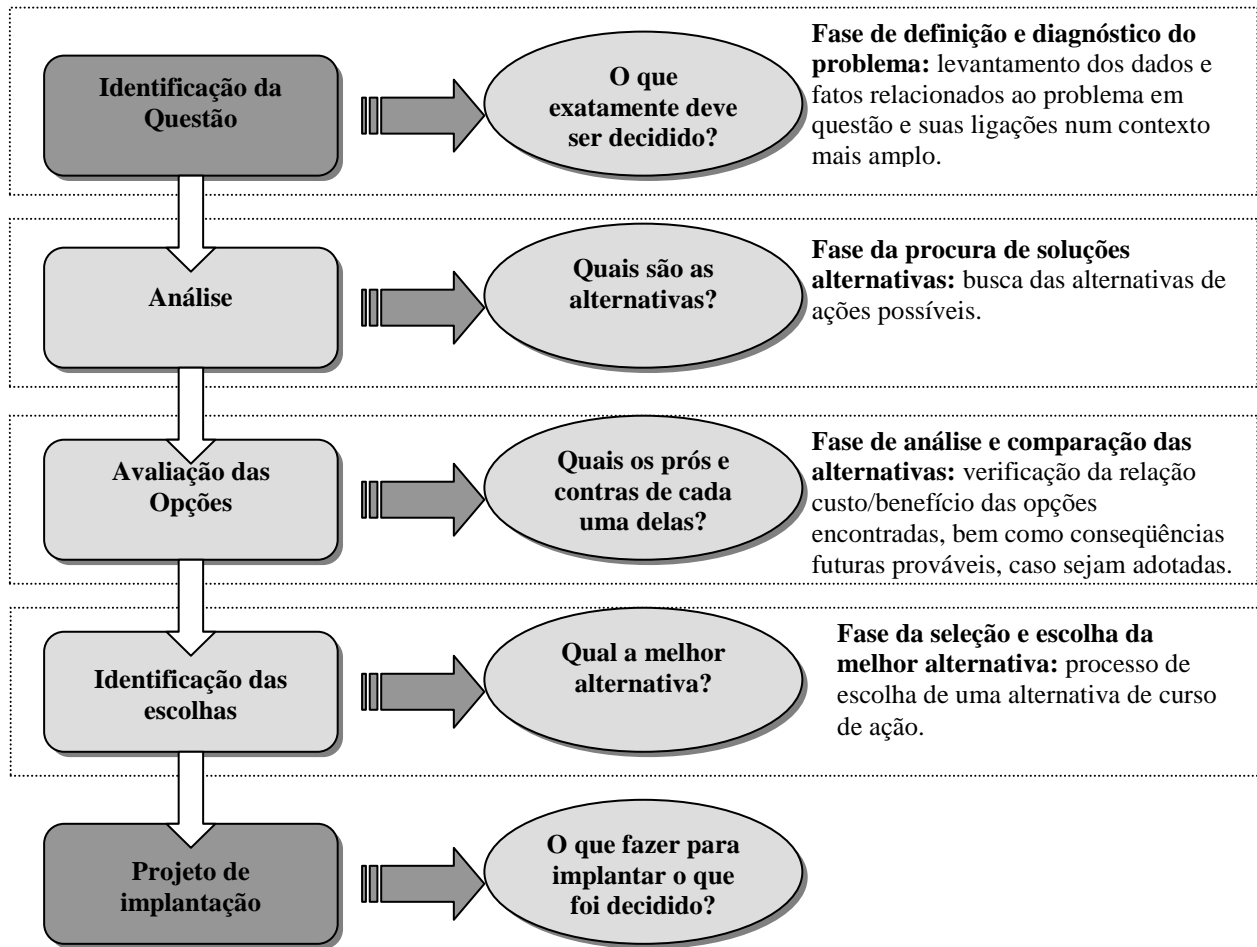 Identificação da
Questão
O que
exatamente deve
ser decidido?
Fase de definição e diagnóstico do
problema: levantamento dos dados e
fatos relacionados ao problema em
questão e suas ligações num contexto
mais amplo.
Análise
Quais são as
alternativas?
Fase da procura de soluções
alternativas: busca das alternativas de
ações possíveis.
Avaliação das
Opções
Quais os prós e
contras de cada
uma delas?
Fase de análise e comparação das
alternativas: verificação da relação
custo/benefício das opções
encontradas, bem como conseqüências
futuras prováveis, caso sejam adotadas.
Identificação das
escolhas
Qual a melhor
alternativa?
Fase da seleção e escolha da
melhor alternativa: processo de
escolha de uma alternativa de curso
de ação.
Projeto de
implantação
O que fazer para
implantar o que
foi decidido?